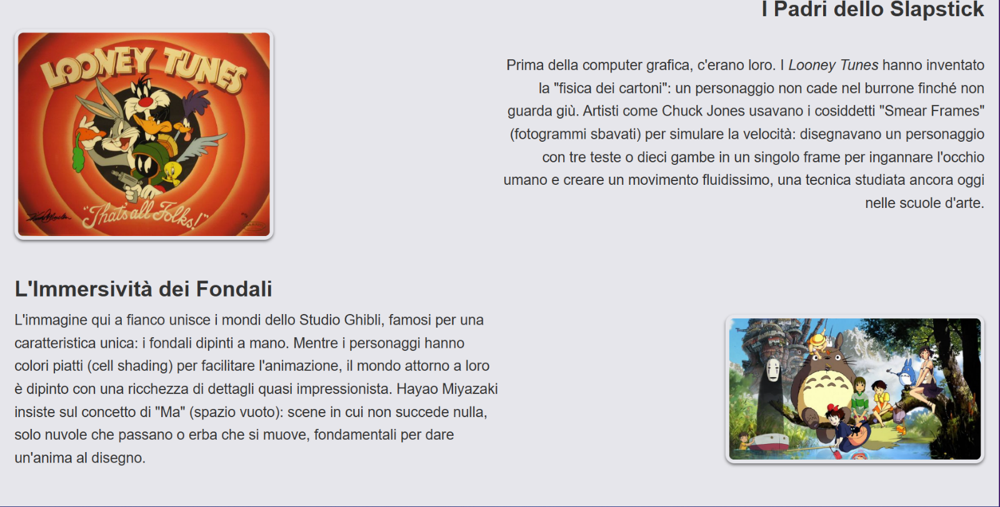 I Padri dello Slapstick
LOONEY TUNES
"That's all Folks!"
Prima della computer grafica, c'erano loro. I Looney Tunes hanno inventato
la "fisica dei cartoni": un personaggio non cade nel burrone finché non
guarda giù. Artisti come Chuck Jones usavano i cosiddetti "Smear Frames"
(fotogrammi sbavati) per simulare la velocità: disegnavano un personaggio
con tre teste o dieci gambe in un singolo frame per ingannare l'occhio
umano e creare un movimento fluidissimo, una tecnica studiata ancora oggi
nelle scuole d'arte.
L'Immersività dei Fondali
L'immagine qui a fianco unisce i mondi dello Studio Ghibli, famosi per una
caratteristica unica: i fondali dipinti a mano. Mentre i personaggi hanno
colori piatti (cell shading) per facilitare l'animazione, il mondo attorno a loro
è dipinto con una ricchezza di dettagli quasi impressionista. Hayao Miyazaki
insiste sul concetto di "Ma" (spazio vuoto): scene in cui non succede nulla,
solo nuvole che passano o erba che si muove, fondamentali per dare
un'anima al disegno.